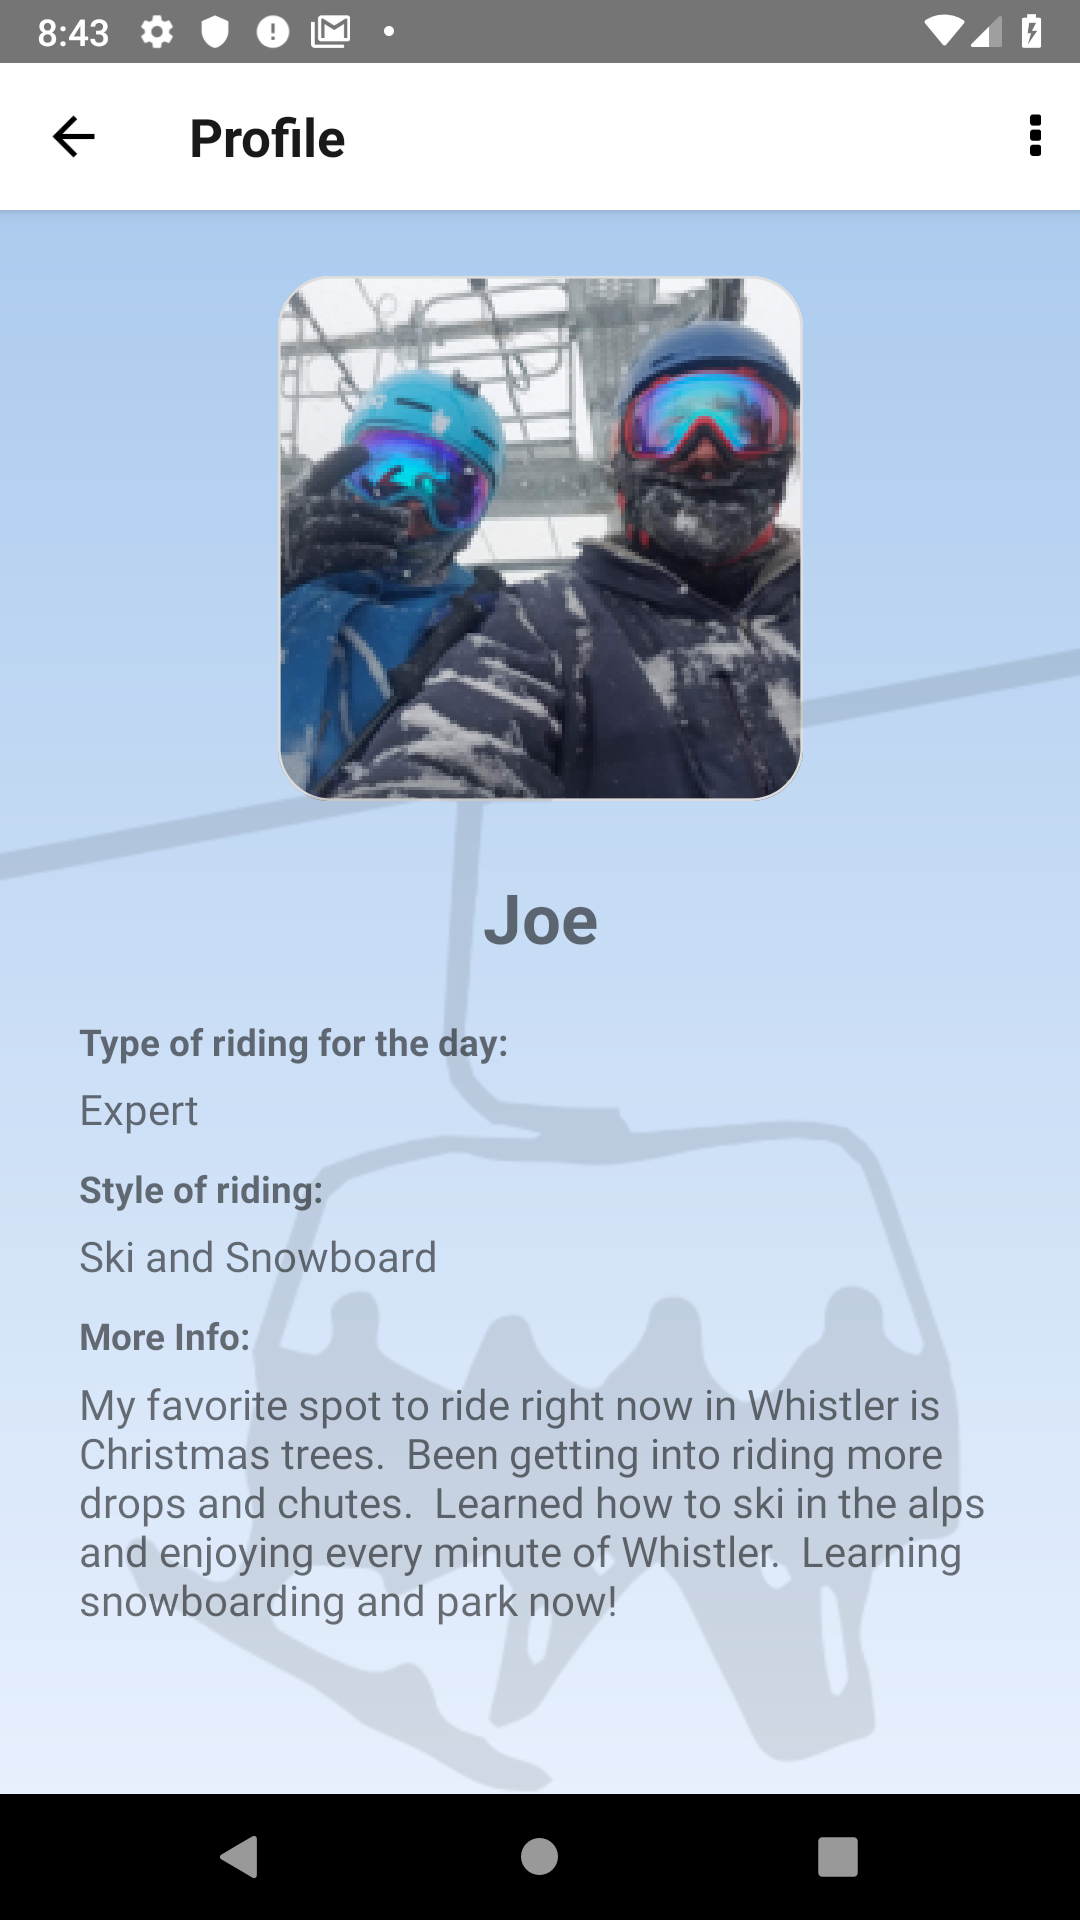 8:43
Profile
Joe
Type of riding for the day:
Expert
Style of riding:
Ski and Snowboard
More Info:
My favorite spot to ride right now in Whistler is
Christmas trees.  Been getting into riding more
drops and chutes.  Learned how to ski in the alps
and enjoying every minute of Whistler.  Learning
snowboarding and park now!